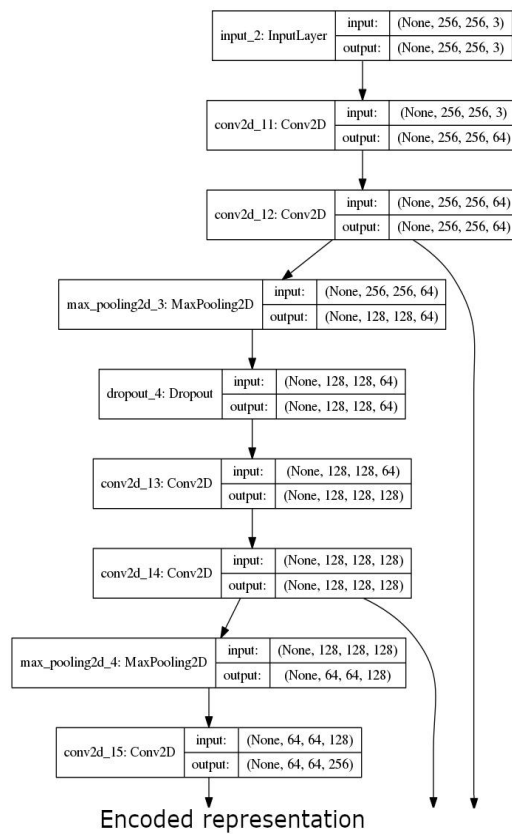 input_2: InputLayer
input: (None, 256, 256, 3)
output: (None, 256, 256, 3)
conv2d_11: Conv2D
input: (None, 256, 256, 3)
output: (None, 256, 256, 64)
conv2d_12: Conv2D
input: (None, 256, 256, 64)
output: (None, 256, 256, 64)
max_pooling2d_3: MaxPooling2D
input: (None, 256, 256, 64)
output: (None, 128, 128, 64)
dropout_4: Dropout
input: (None, 128, 128, 64)
output: (None, 128, 128, 64)
conv2d_13: Conv2D
input: (None, 128, 128, 64)
output: (None, 128, 128, 128)
conv2d_14: Conv2D
input: (None, 128, 128, 128)
output: (None, 128, 128, 128)
max_pooling2d_4: MaxPooling2D
input: (None, 128, 128, 128)
output: (None, 64, 64, 128)
conv2d_15: Conv2D
input: (None, 64, 64, 128)
output: (None, 64, 64, 256)
Encoded representation